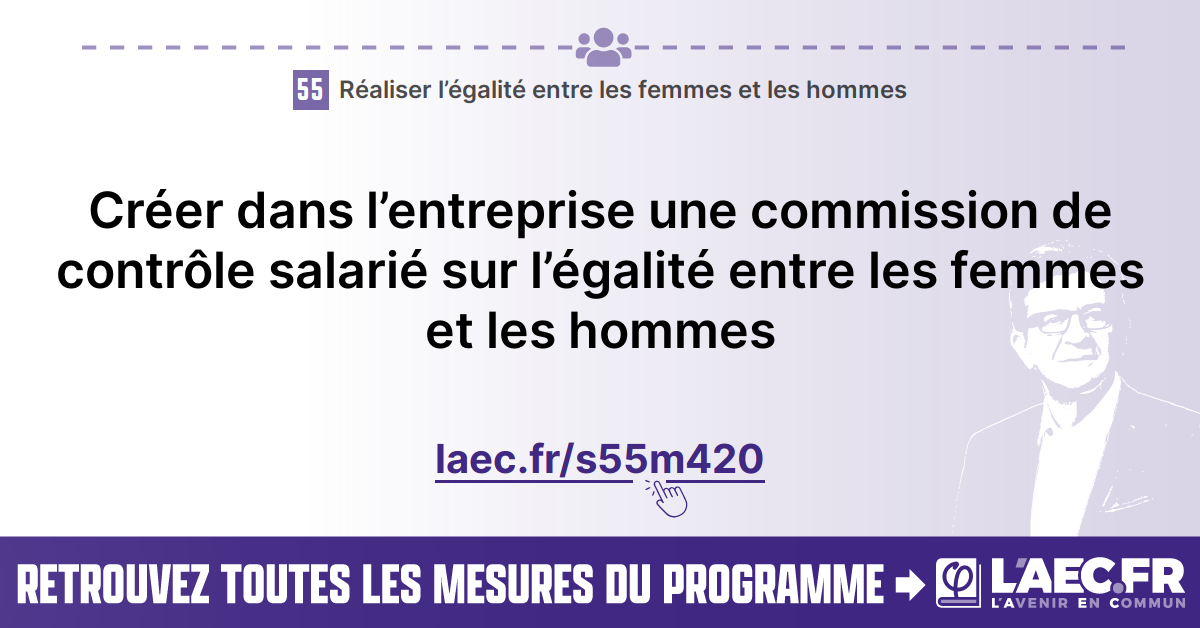 55 Réaliser l’égalité entre les femmes et les hommes
Créer dans l’entreprise une commission de
contrôle salarié sur l’égalité entre les femmes
et les hommes
laec.fr/s55m420
RETROUVEZ TOUTES LES MESURES DU PROGRAMME
L'AEC.FR
L'AVENIR EN COMMUN